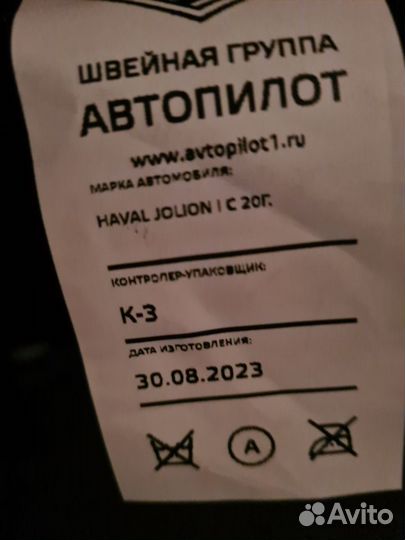 ШВЕЙНАЯ ГРУППА
АВТОПИЛОТ
www.avtopilot1.ru
МАРКА АВТОМОБИЛЯ:
HAVAL JOLION I С 20Г.
КОНТРОЛЕР-УПАКОВЩИК:
К-3
ДАТА ИЗГОТОВЛЕНИЯ:
30.08.2023
A
Avito